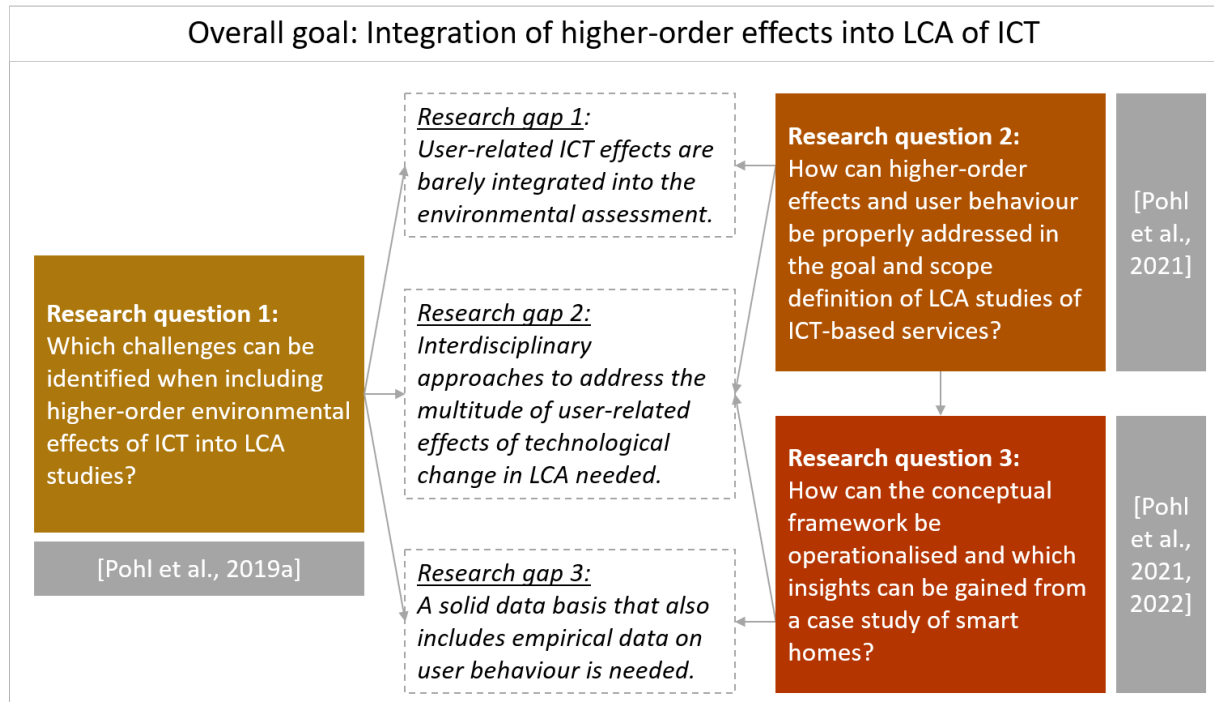 Overall goal: Integration of higher-order effects into LCA of ICT
Research question 1:
Which challenges can be
identified when including
higher-order environmental
effects of ICT into LCA
studies?
[Pohl et al., 2019a]
Research gap 1:
User-related ICT effects are
barely integrated into the
environmental assessment.
Research gap 2:
Interdisciplinary
approaches to address the
multitude of user-related
effects of technological
change in LCA needed.
Research gap 3:
A solid data basis that also
includes empirical data on
user behaviour is needed.
Research question 2:
How can higher-order
effects and user behaviour
be properly addressed in
the goal and scope
definition of LCA studies of
ICT-based services?
[Pohl
et al.,
2021]
Research question 3:
How can the conceptual
framework be
operationalised and which
insights can be gained from
a case study of smart
homes?
[Pohl
et al.,
2021,
2022]